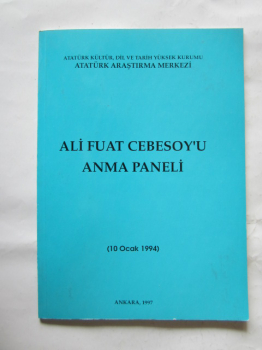 ATATÜRK KÜLTÜR, DİL VE TARİH YÜKSEK KURUMU
ATATÜRK ARAŞTIRMA MERKEZİ
ALİ FUAT CEBESOY'U
ANMA PANELİ
(10 Ocak 1994)
ANKARA, 1997